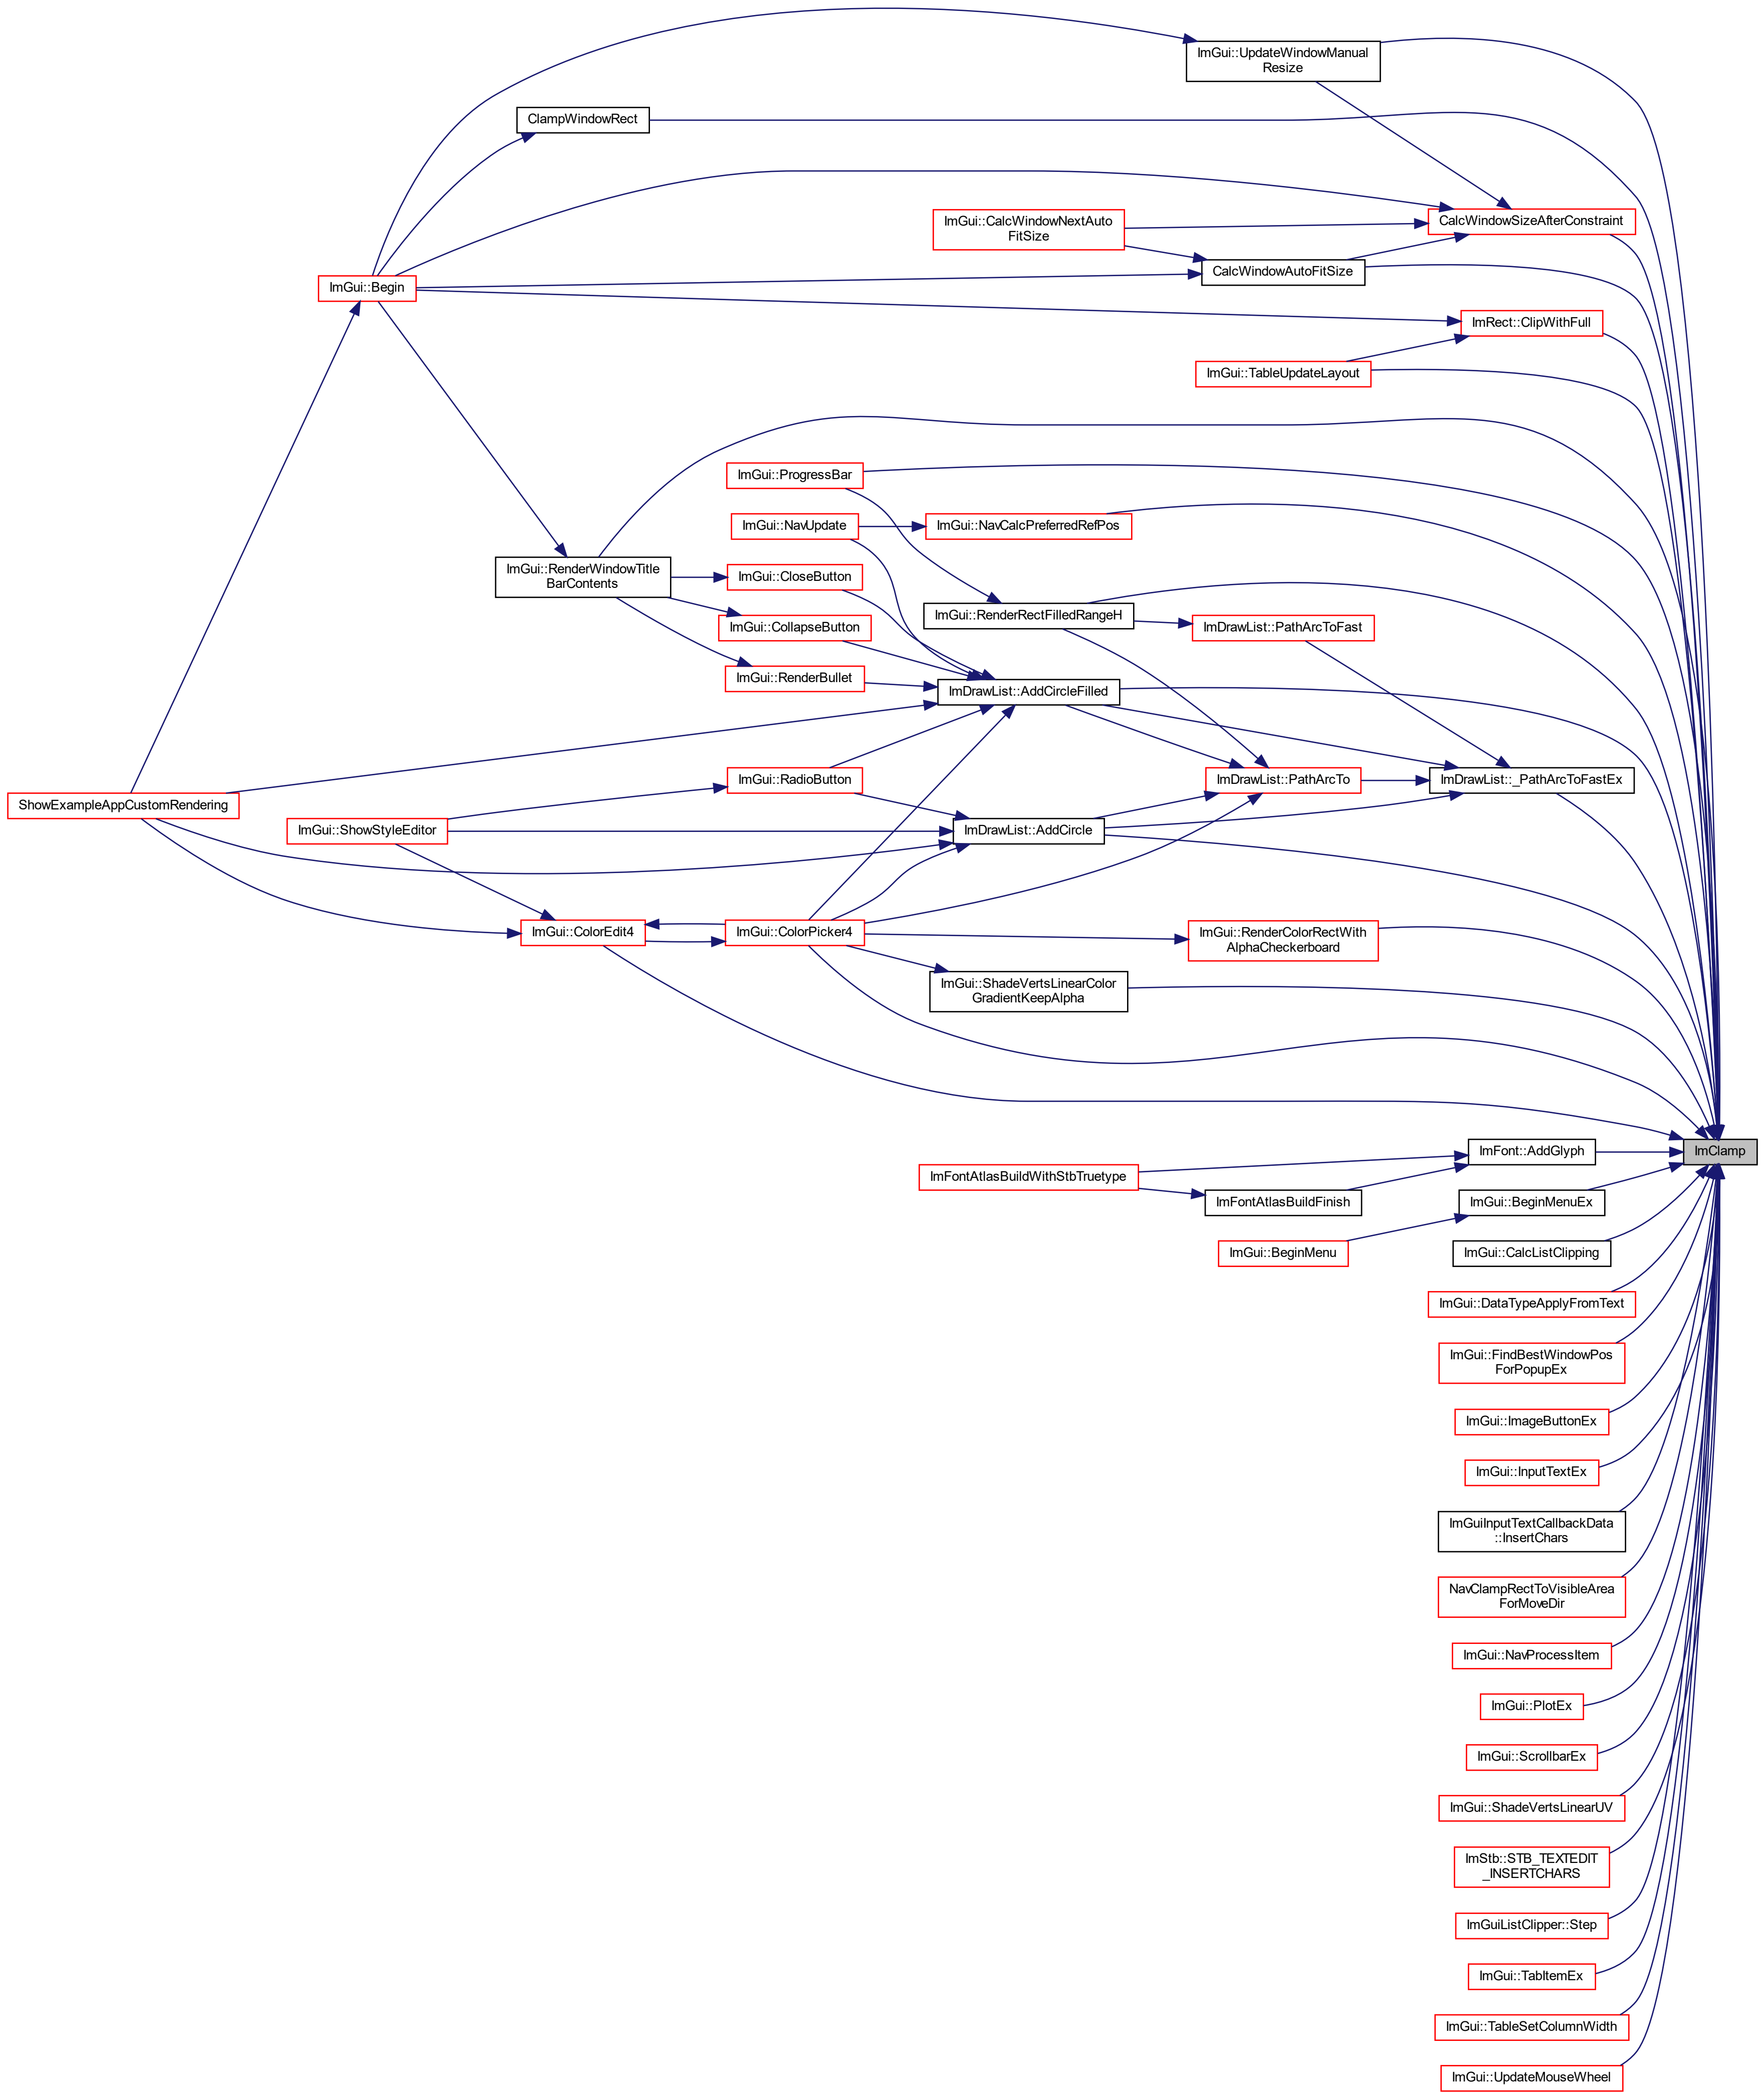 ImGui::UpdateWindowManual
Resize
ClampWindowRect
CalcWindowSizeAfterConstraint
ImGui::CalcWindowNextAuto
FitSize
CalcWindowAutoFitSize
ImGui::Begin
ImRect::ClipWithFull
ImGui::TableUpdateLayout
ImGui::ProgressBar
ImGui::NavUpdate
ImGui::NavCalcPreferredRefPos
ImGui::RenderWindowTitle
BarContents
ImGui::CloseButton
ImGui::RenderRectFilledRangeH
ImGui::CollapseButton
ImDrawList::PathArcToFast
ImGui::RenderBullet
ImDrawList::AddCircleFilled
ImGui::RadioButton
ImDrawList::PathArcTo
ImDrawList::_PathArcToFastEx
ShowExampleAppCustomRendering
ImGui::ShowStyleEditor
ImDrawList::AddCircle
ImGui::ColorEdit4
ImGui::ColorPicker4
ImGui::RenderColorRectWith
AlphaCheckerboard
ImGui::ShadeVertsLinearColor
GradientKeepAlpha
ImClamp
ImFont::AddGlyph
ImFontAtlasBuildWithStbTruetype
ImFontAtlasBuildFinish
ImGui::BeginMenuEx
ImGui::BeginMenu
ImGui::CalcListClipping
ImGui::DataTypeApplyFromText
ImGui::FindBestWindowPos
ForPopupEx
ImGui::ImageButtonEx
ImGui::InputTextEx
ImGuiInputTextCallbackData
::InsertChars
NavClampRectToVisibleArea
ForMoveDir
ImGui::NavProcessItem
ImGui::PlotEx
ImGui::ScrollbarEx
ImGui::ShadeVertsLinearUV
ImStb::STB_TEXTEDIT
_INSERTCHARS
ImGuiListClipper::Step
ImGui::TabItemEx
ImGui::TableSetColumnWidth
ImGui::UpdateMouseWheel